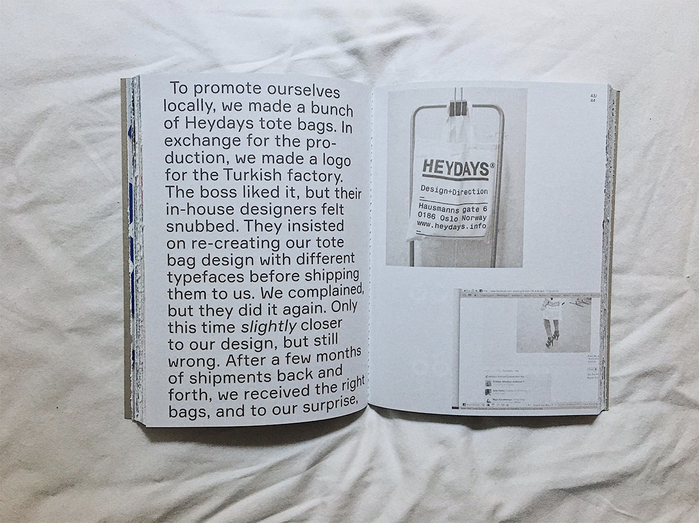 To promote ourselves
locally, we made a bunch
of Heydays tote bags. In
exchange for the pro-
duction, we made a logo
for the Turkish factory.
The boss liked it, but their
in-house designers felt
snubbed. They insisted
on re-creating our tote
bag design with different
typefaces before shipping
them to us. We complained,
but they did it again. Only
this time slightly closer
to our design, but still
wrong. After a few months
of shipments back and
forth, we received the right
bags, and to our surprise,
HEYDAYS®
Design+Direction
Hausmanns gate 6
0186 Oslo Norway
www.heydays.info